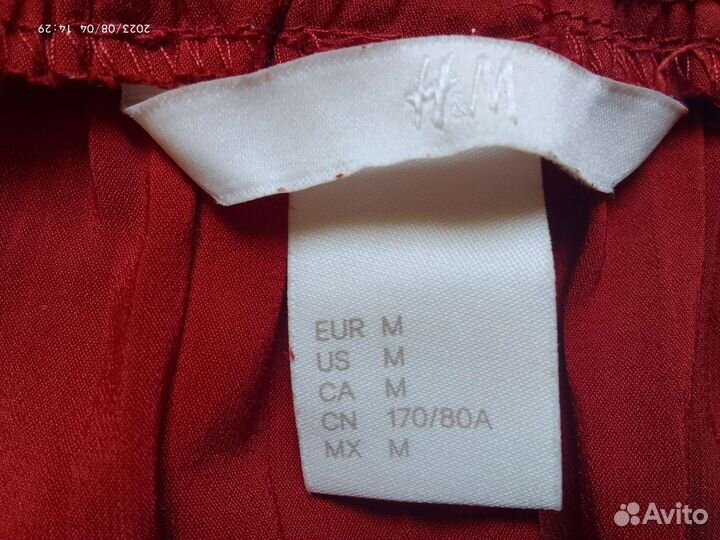 2023/08/04 14:29
H&M
EUR M
US M
CA M
CN 170/80A
MX M
Avito